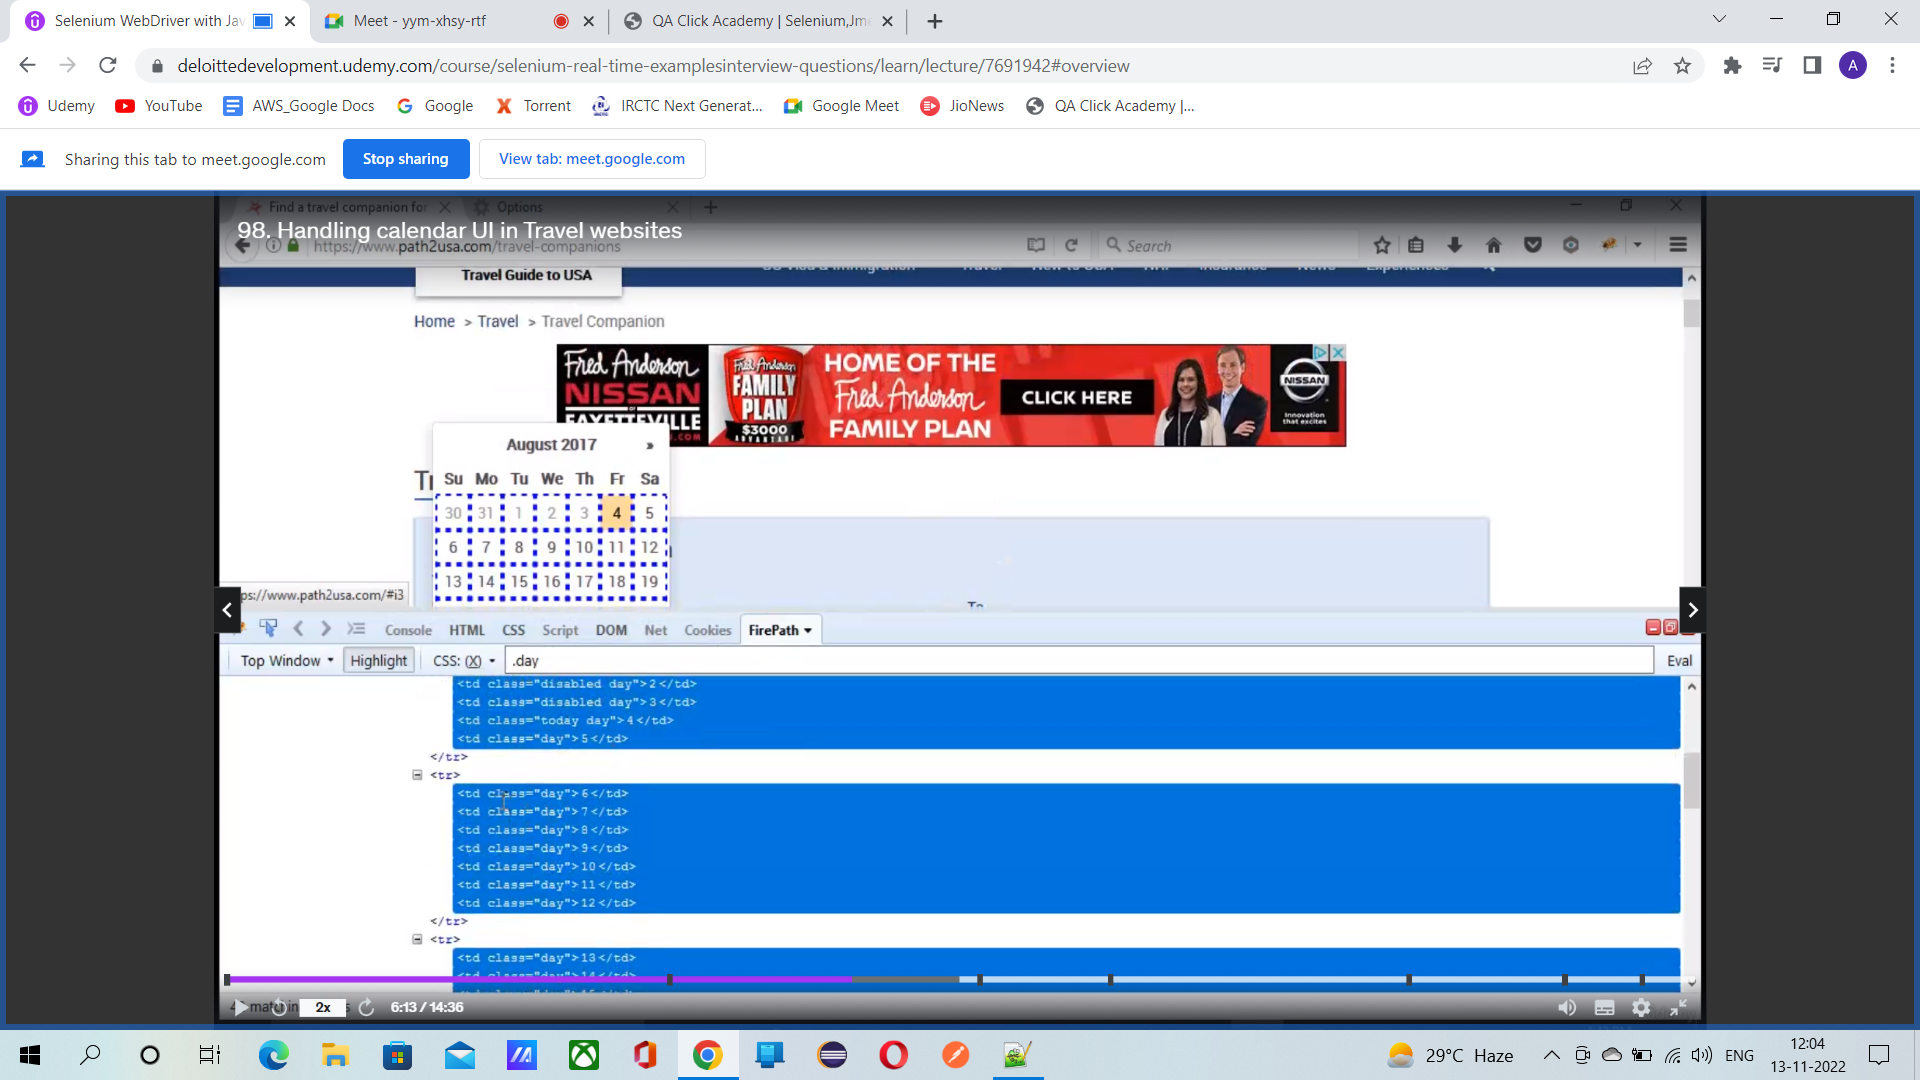 Selenium WebDriver with Jav
Meet - yym-xhsy-rtf
QA Click Academy | Selenium,Jme
deloittedevelopment.udemy.com/course/selenium-real-time-examplesinterview-questions/learn/lecture/7691942#overview
A
Udemy
YouTube
AWS_Google Docs
Google
Torrent
IRCTC Next Generat...
Google Meet
JioNews
QA Click Academy |...
Sharing this tab to meet.google.com
Stop sharing
View tab: meet.google.com
Find a travel companion for
Options
98. Handling calendar UI in Travel websites
https://www.path2usa.com/travel-companions
Search
Travel Guide to USA
Home > Travel > Travel Companion
Fred Anderson
NISSAN
FAYETTEVILLE
Fred Anderson
FAMILY
PLAN
$3000
ADVANTAGE
HOME OF THE
Fred Anderson
FAMILY PLAN
CLICK HERE
NISSAN
Innovation
that excites
August 2017 »
Su Mo Tu We Th Fr Sa
30 31 1 2 3 4 5
6 7 8 9 10 11 12
13 14 15 16 17 18 19
ps://www.path2usa.com/#i3
Console HTML CSS Script DOM Net Cookies FirePath
Top Window Highlight CSS: (X) .day Eval
<td class="disabled day">2</td>
<td class="disabled day">3</td>
<td class="today day">4</td>
<td class="day">5</td>
</tr>
<tr>
<td class="day">6</td>
<td class="day">7</td>
<td class="day">8</td>
<td class="day">9</td>
<td class="day">10</td>
<td class="day">11</td>
<td class="day">12</td>
</tr>
<tr>
<td class="day">13</td>
2x
6:13 / 14:36
29°C Haze
ENG
12:04
13-11-2022